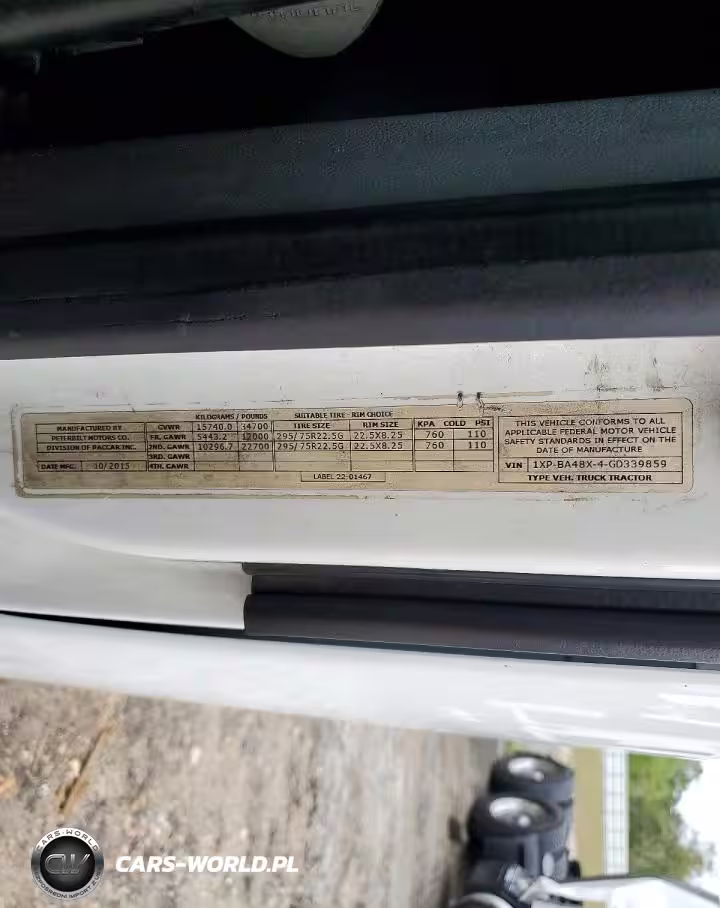 KILOGRAMS / POUNDS SUITABLE TIRE - RIM CHOICE
MANUFACTURED BY GVWR 15740.0 34700 TIRE SIZE RIM SIZE KPA COLD PSI
PETERBILT MOTORS CO. FR. GAWR 5443.2 12000 295/75R22.5G 22.5X8.25 760 110
DIVISION OF PACCAR INC. 2ND. GAWR 10296.7 22700 295/75R22.5G 22.5X8.25 760 110
3RD. GAWR
DATE MFG. 10/2015 4TH. GAWR
LABEL 22-01467
THIS VEHICLE CONFORMS TO ALL
APPLICABLE FEDERAL MOTOR VEHICLE
SAFETY STANDARDS IN EFFECT ON THE
DATE OF MANUFACTURE
VIN 1XP-BA48X-4-GD339859
TYPE VEH. TRUCK TRACTOR
CARS-WORLD
CW
CARS-WORLD.PL